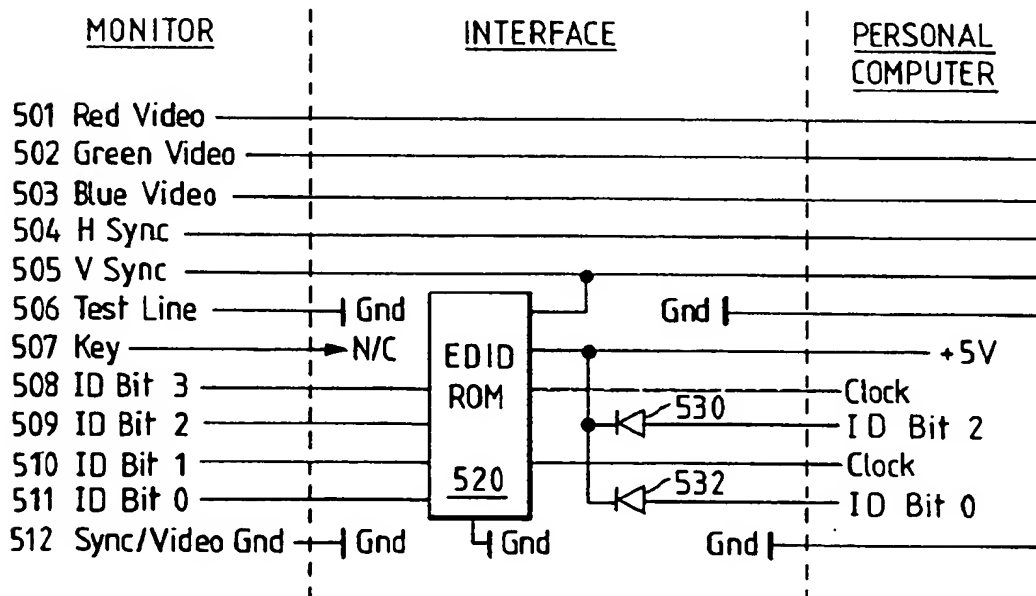 MONITOR
INTERFACE
PERSONAL
COMPUTER
501 Red Video
502 Green Video
503 Blue Video
504 H Sync
505 V Sync
506 Test Line
Gnd
Gnd
507 Key
N/C
EDID
ROM
520
+5V
508 ID Bit 3
Clock
509 ID Bit 2
530
ID Bit 2
510 ID Bit 1
Clock
511 ID Bit 0
532
ID Bit 0
512 Sync/Video Gnd
Gnd
Gnd
Gnd